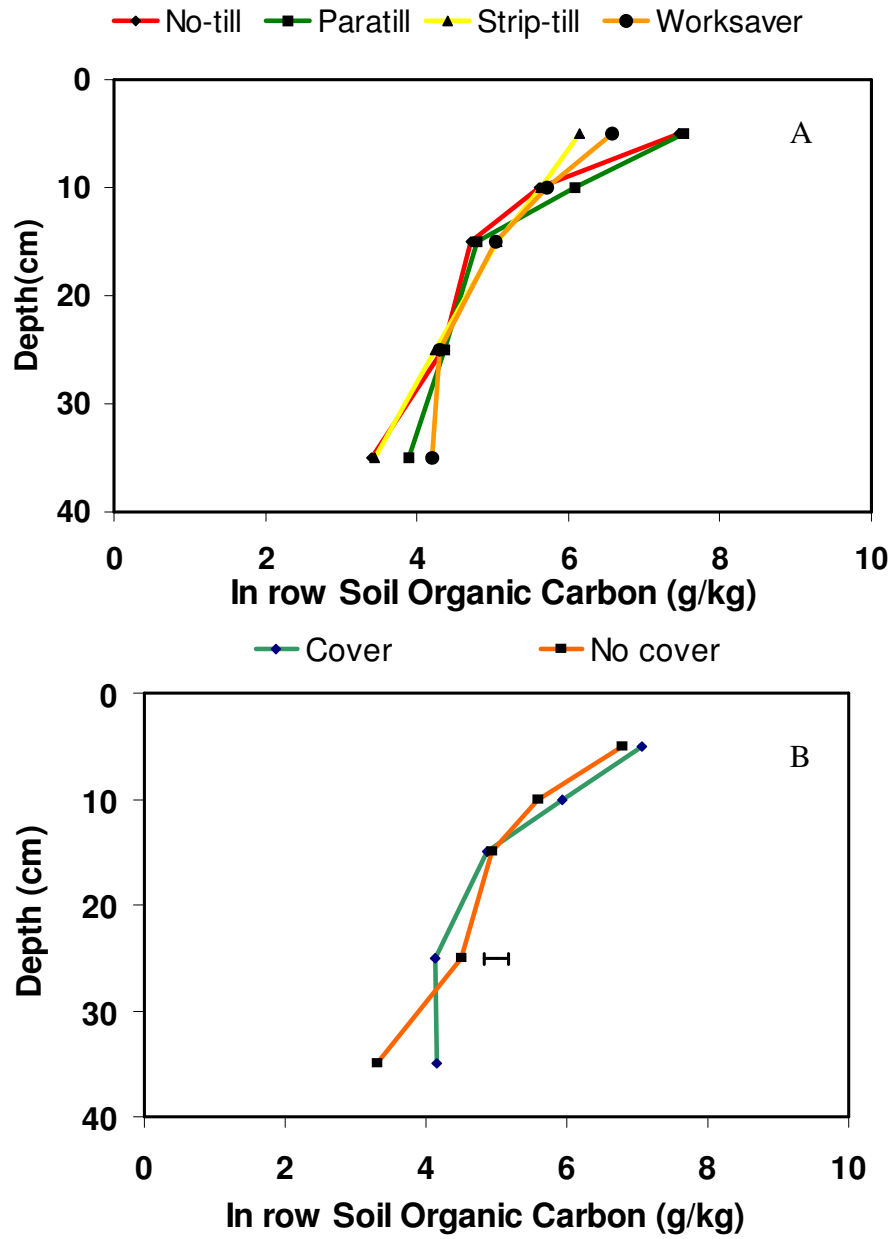 No-till Paratill Strip-till Worksaver
0
10
20
30
40
Depth(cm)
A
0 2 4 6 8 10
In row Soil Organic Carbon (g/kg)
Cover No cover
0
10
20
30
40
Depth (cm)
B
0 2 4 6 8 10
In row Soil Organic Carbon (g/kg)